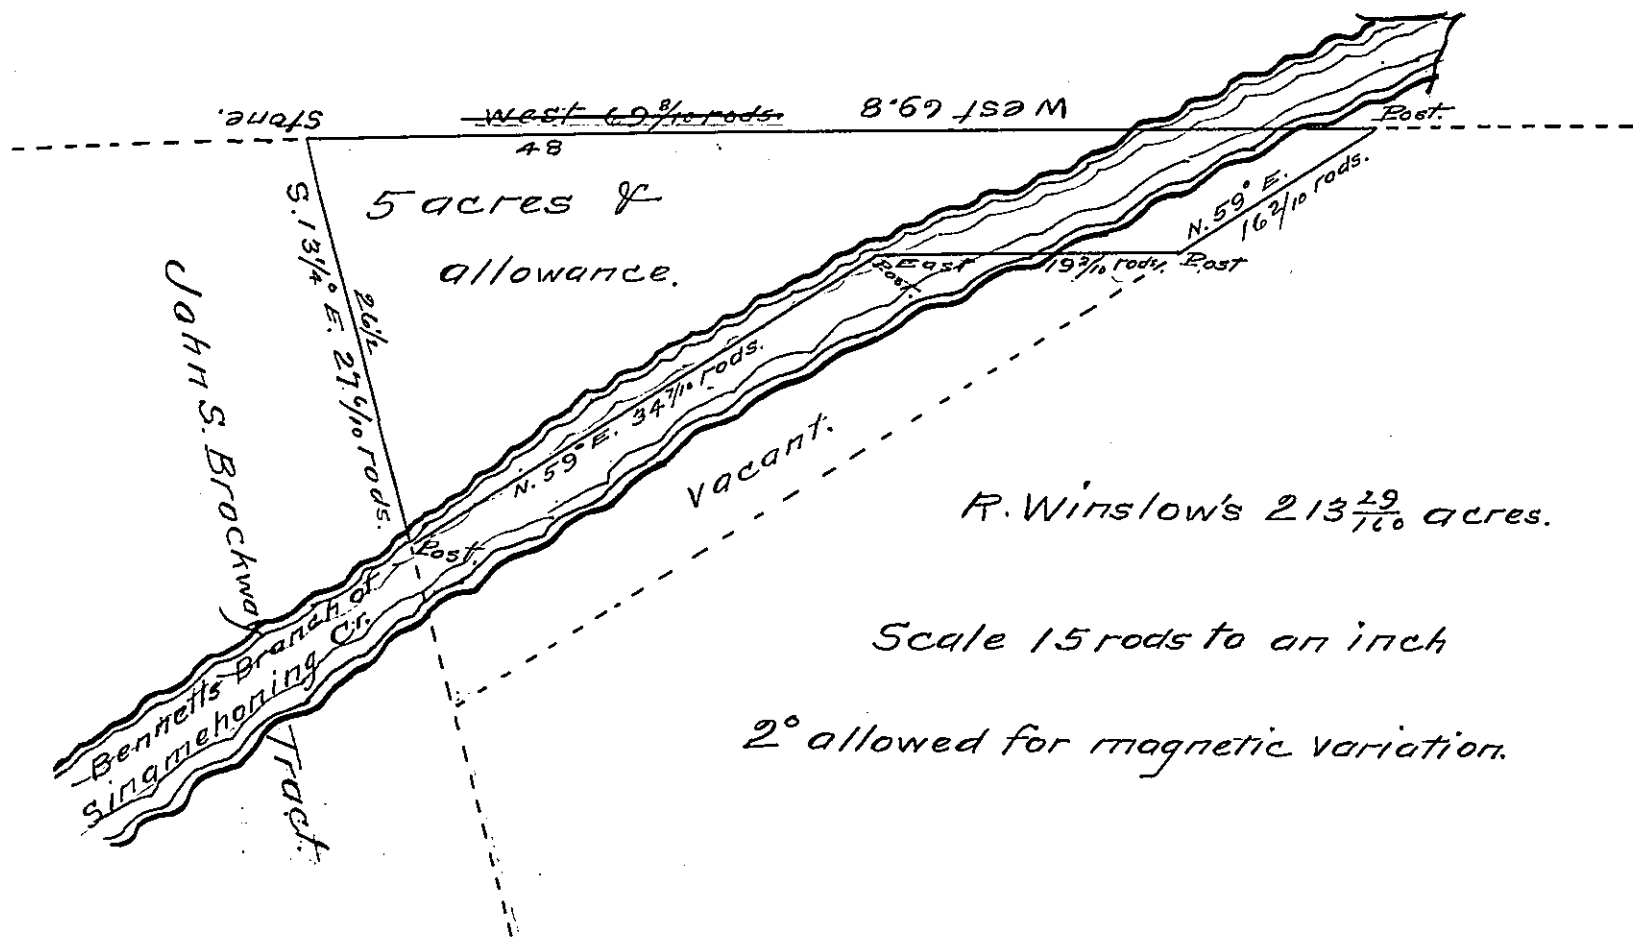 Stone.
west 69 8/10 rods.
West 69.8
Post.
48
5 acres &
allowance.
S. 13 1/4° E. 27 6/10 rods.
26 1/2
John S. Brockway
Tract.
N. 59° E.
16 2/10 rods.
East 19 2/10 rods.
Post
Post.
N. 59° E. 34 7/10 rods.
Post.
Vacant.
Bennetts Branch of
Sinnamehoning Cr.
R. Winslow's 213 29/160 acres.
Scale 15 rods to an inch
2° allowed for magnetic variation.